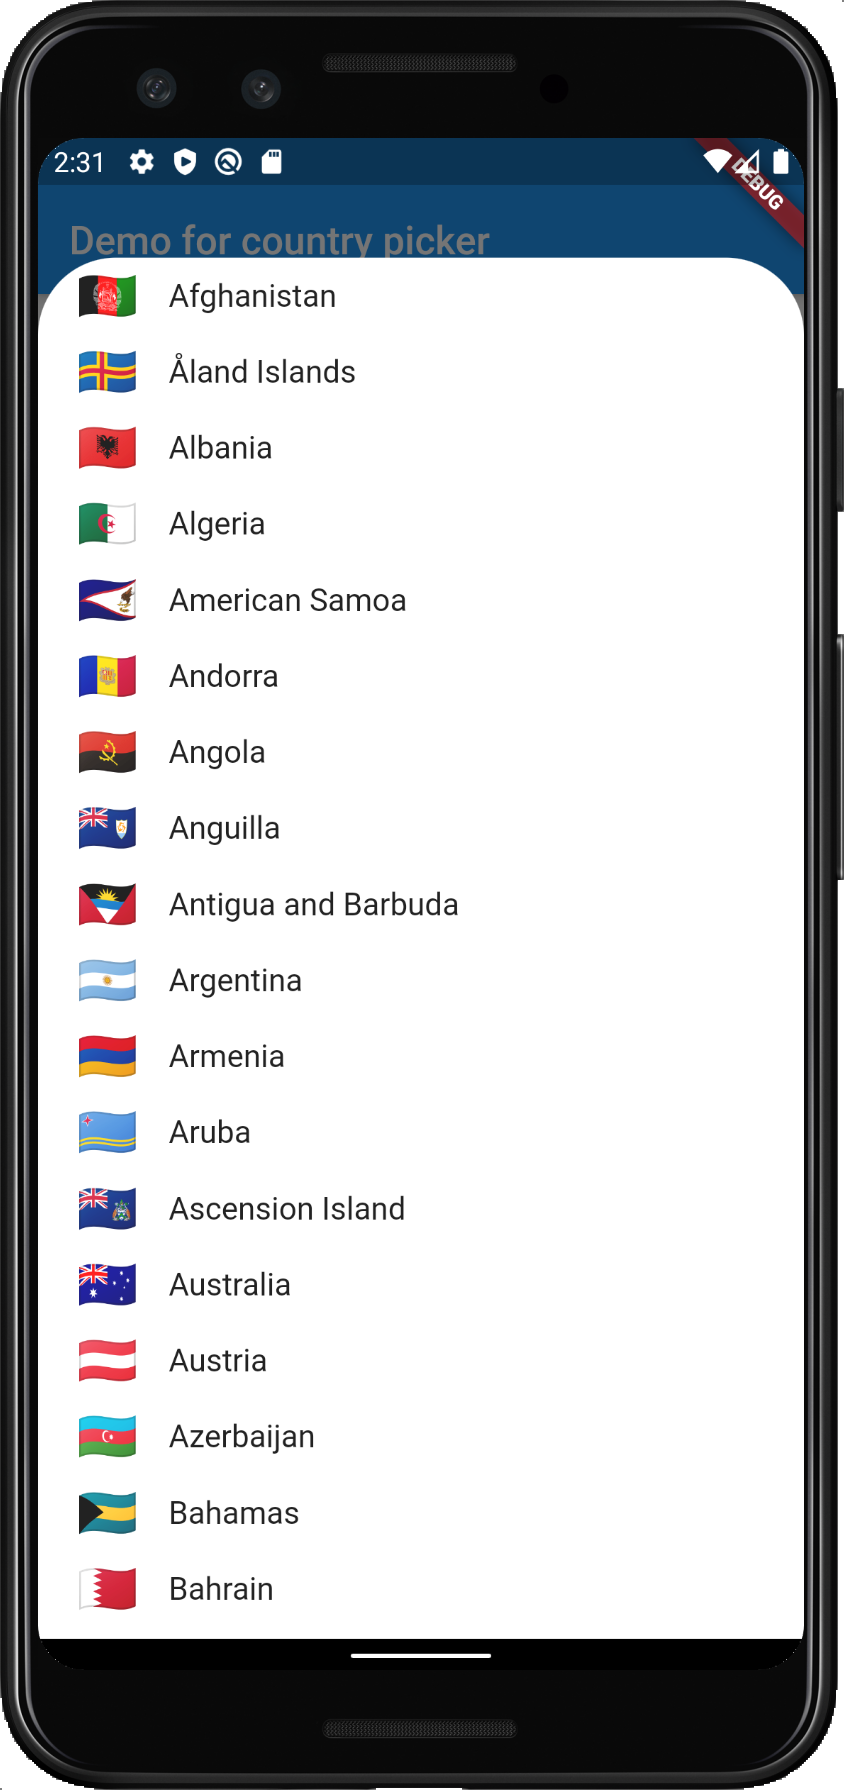 2:31
DEBUG
Demo for country picker
Afghanistan
Åland Islands
Albania
Algeria
American Samoa
Andorra
Angola
Anguilla
Antigua and Barbuda
Argentina
Armenia
Aruba
Ascension Island
Australia
Austria
Azerbaijan
Bahamas
Bahrain